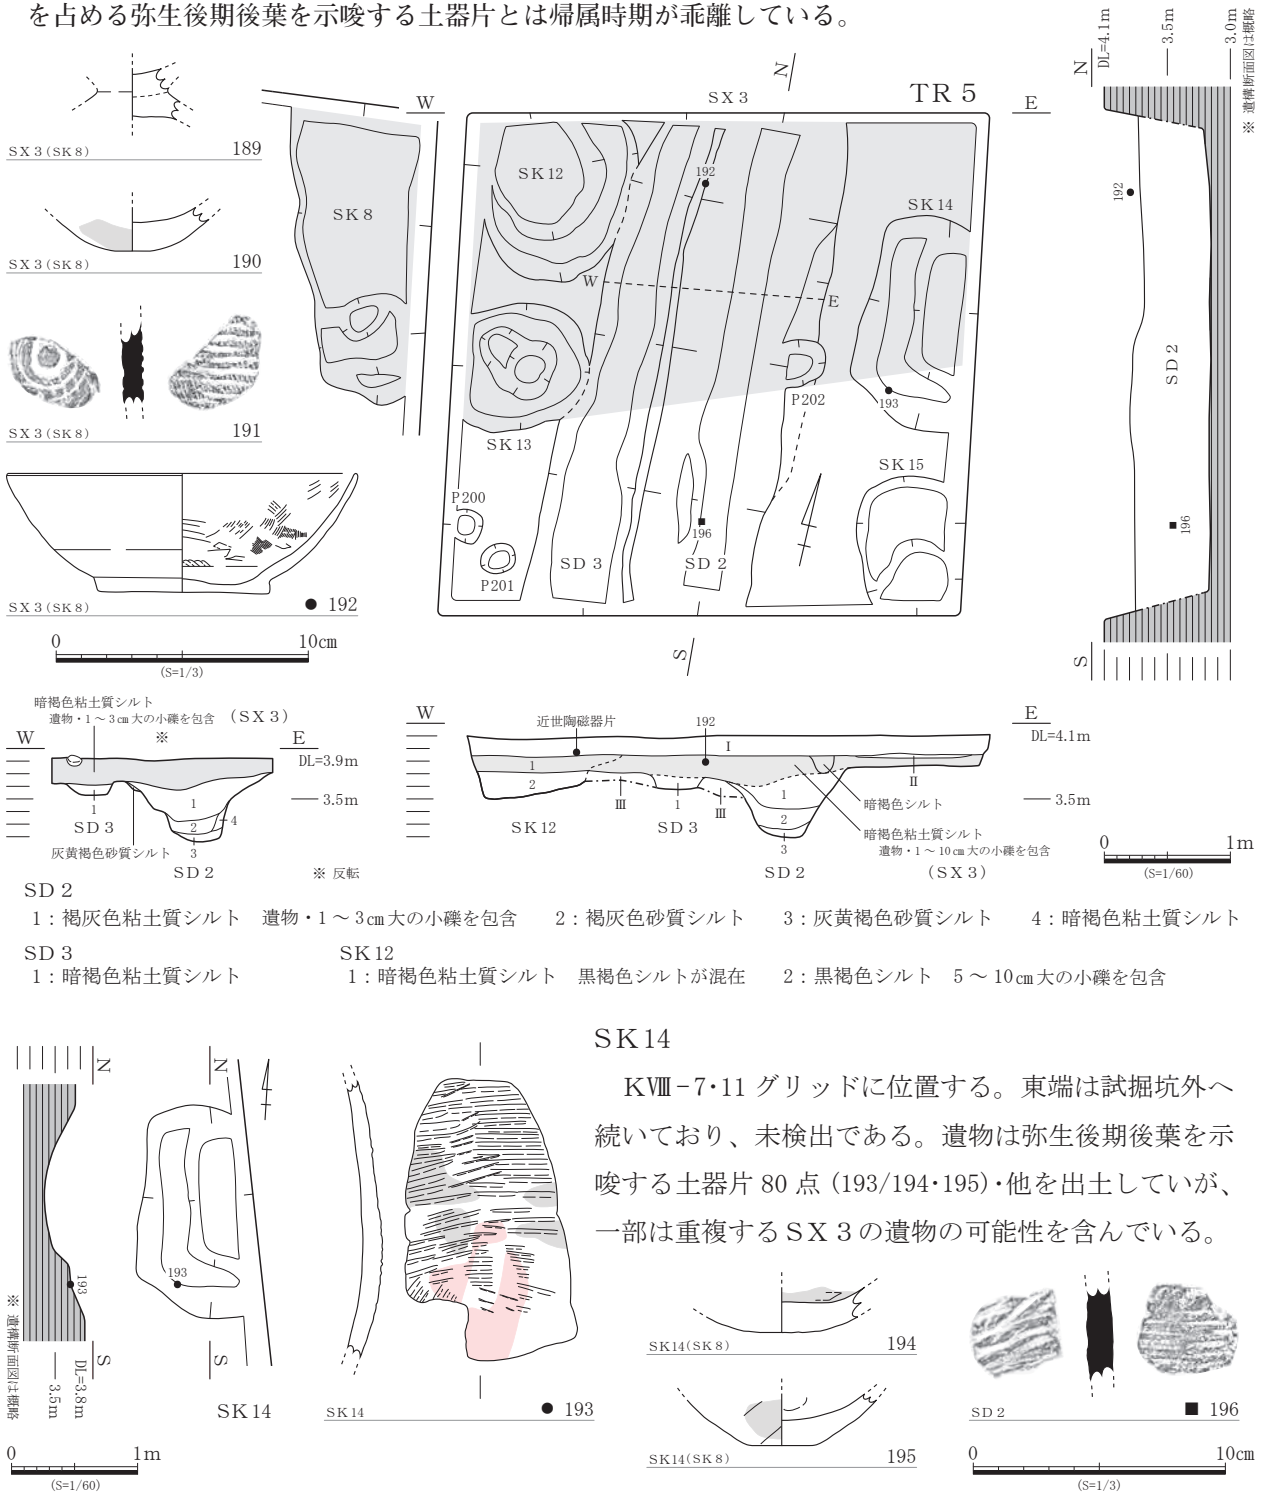 を占める弥生後期後葉を示唆する土器片とは帰属時期が乖離している。
SX3(SK8) 189
SX3(SK8) 190
SX3(SK8) 191
SX3(SK8) ● 192
0 10cm
(S=1/3)
W
SX3
N
TR5
E
SK8
SK12
192
SK14
W
E
SK13
P202
193
SK15
P200
P201
SD3
196
SD2
S
N
DL=4.1m
3.5m
3.0m
※ 遺構断面図は概略
192
SD2
196
S
暗褐色粘土質シルト
遺物・1～3㎝大の小礫を包含
(SX3)
※
W
E
DL=3.9m
3.5m
1
SD3
1
2
4
3
灰黄褐色砂質シルト
SD2
※ 反転
W
近世陶磁器片
192
E
DL=4.1m
Ⅰ
1
2
Ⅲ
1
Ⅲ
1
2
3
Ⅱ
3.5m
SK12
SD3
SD2
暗褐色シルト
暗褐色粘土質シルト
遺物・1～10㎝大の小礫を包含
(SX3)
0 1m
(S=1/60)
SD2
1：褐灰色粘土質シルト　遺物・1～3㎝大の小礫を包含　2：褐灰色砂質シルト　3：灰黄褐色砂質シルト　4：暗褐色粘土質シルト
SD3
1：暗褐色粘土質シルト
SK12
1：暗褐色粘土質シルト　黒褐色シルトが混在　2：黒褐色シルト　5～10㎝大の小礫を包含
N
193
S
DL=3.8m
3.5m
※ 遺構断面図は概略
N
193
S
SK14
0 1m
(S=1/60)
SK14 ● 193
SK14
KⅧ-7・11 グリッドに位置する。東端は試掘坑外へ
続いており、未検出である。遺物は弥生後期後葉を示
唆する土器片 80 点 (193/194・195)・他を出土していが、
一部は重複するＳＸ３の遺物の可能性を含んでいる。
SK14(SK8) 194
SK14(SK8) 195
SD2 ■ 196
0 10cm
(S=1/3)